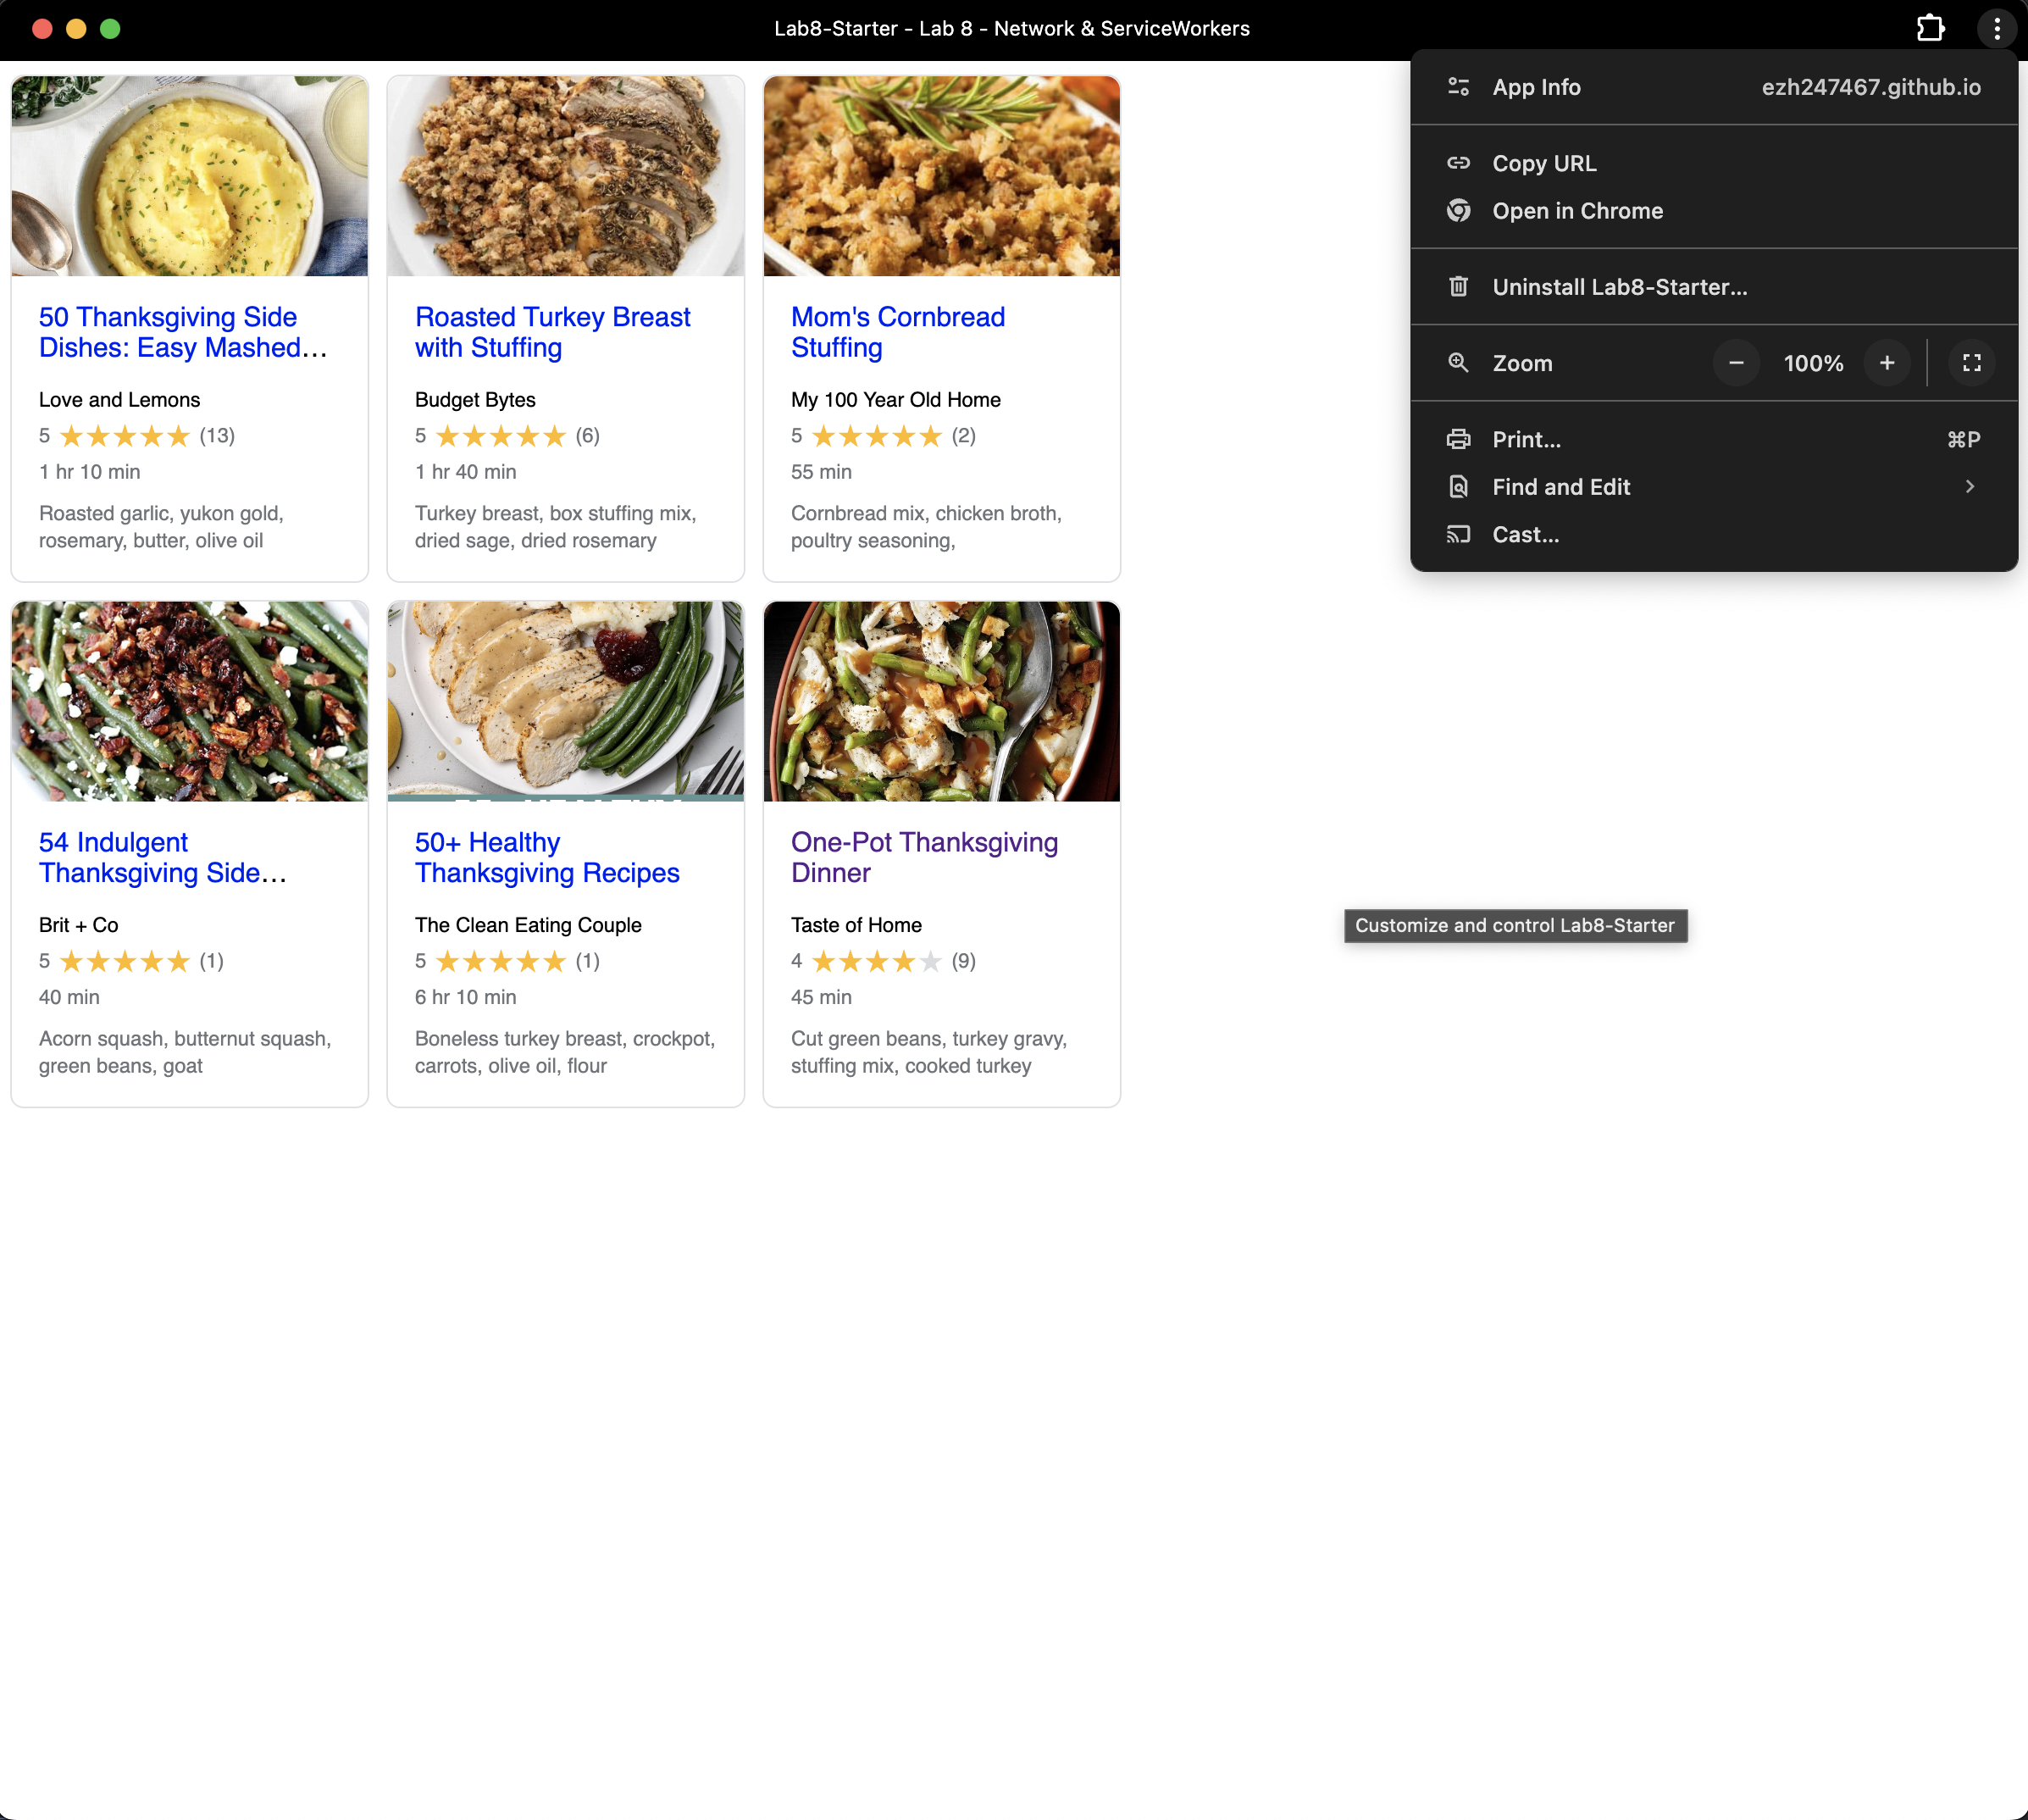 Lab8-Starter - Lab 8 - Network & ServiceWorkers
App Info ezh247467.github.io
Copy URL
Open in Chrome
Uninstall Lab8-Starter...
Zoom 100%
Print... ⌘P
Find and Edit
Cast...
50 Thanksgiving Side
Dishes: Easy Mashed...
Love and Lemons
5 ★★★★★ (13)
1 hr 10 min
Roasted garlic, yukon gold,
rosemary, butter, olive oil
Roasted Turkey Breast
with Stuffing
Budget Bytes
5 ★★★★★ (6)
1 hr 40 min
Turkey breast, box stuffing mix,
dried sage, dried rosemary
Mom's Cornbread
Stuffing
My 100 Year Old Home
5 ★★★★★ (2)
55 min
Cornbread mix, chicken broth,
poultry seasoning,
54 Indulgent
Thanksgiving Side...
Brit + Co
5 ★★★★★ (1)
40 min
Acorn squash, butternut squash,
green beans, goat
50+ Healthy
Thanksgiving Recipes
The Clean Eating Couple
5 ★★★★★ (1)
6 hr 10 min
Boneless turkey breast, crockpot,
carrots, olive oil, flour
One-Pot Thanksgiving
Dinner
Taste of Home
4 ★★★★★ (9)
45 min
Cut green beans, turkey gravy,
stuffing mix, cooked turkey
Customize and control Lab8-Starter